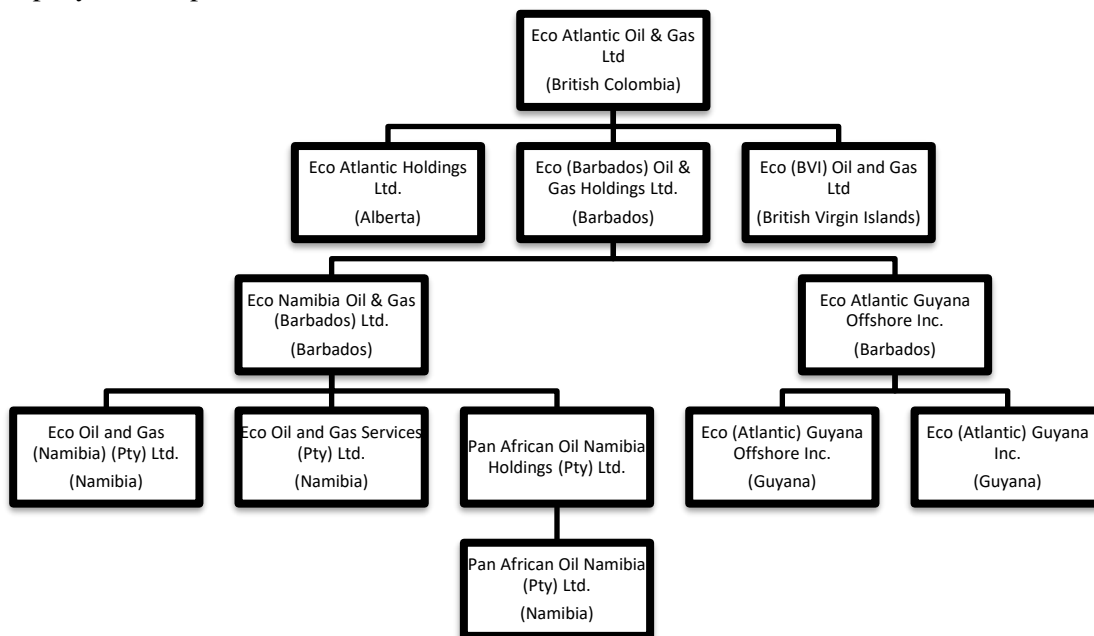 Eco Atlantic Oil & Gas
Ltd
(British Colombia)
Eco Atlantic Holdings
Ltd.
(Alberta)
Eco (Barbados) Oil &
Gas Holdings Ltd.
(Barbados)
Eco (BVI) Oil and Gas
Ltd
(British Virgin Islands)
Eco Namibia Oil & Gas
(Barbados) Ltd.
(Barbados)
Eco Atlantic Guyana
Offshore Inc.
(Barbados)
Eco Oil and Gas
(Namibia) (Pty) Ltd.
(Namibia)
Eco Oil and Gas Services
(Pty) Ltd.
(Namibia)
Pan African Oil Namibia
Holdings (Pty) Ltd.
Eco (Atlantic) Guyana
Offshore Inc.
(Guyana)
Eco (Atlantic) Guyana
Inc.
(Guyana)
Pan African Oil Namibia
(Pty) Ltd.
(Namibia)